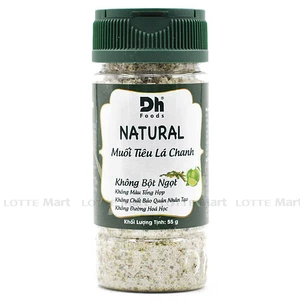 Dh
Foods
NATURAL
Muối Tiêu Lá Chanh
Không Bột Ngọt
Không Màu Tổng Hợp
Không Chất Bảo Quản Nhân Tạo
Không Đường Hoá Học
Khối Lượng Tịnh: 55 g
LOTTE Mart LOTTE Mart